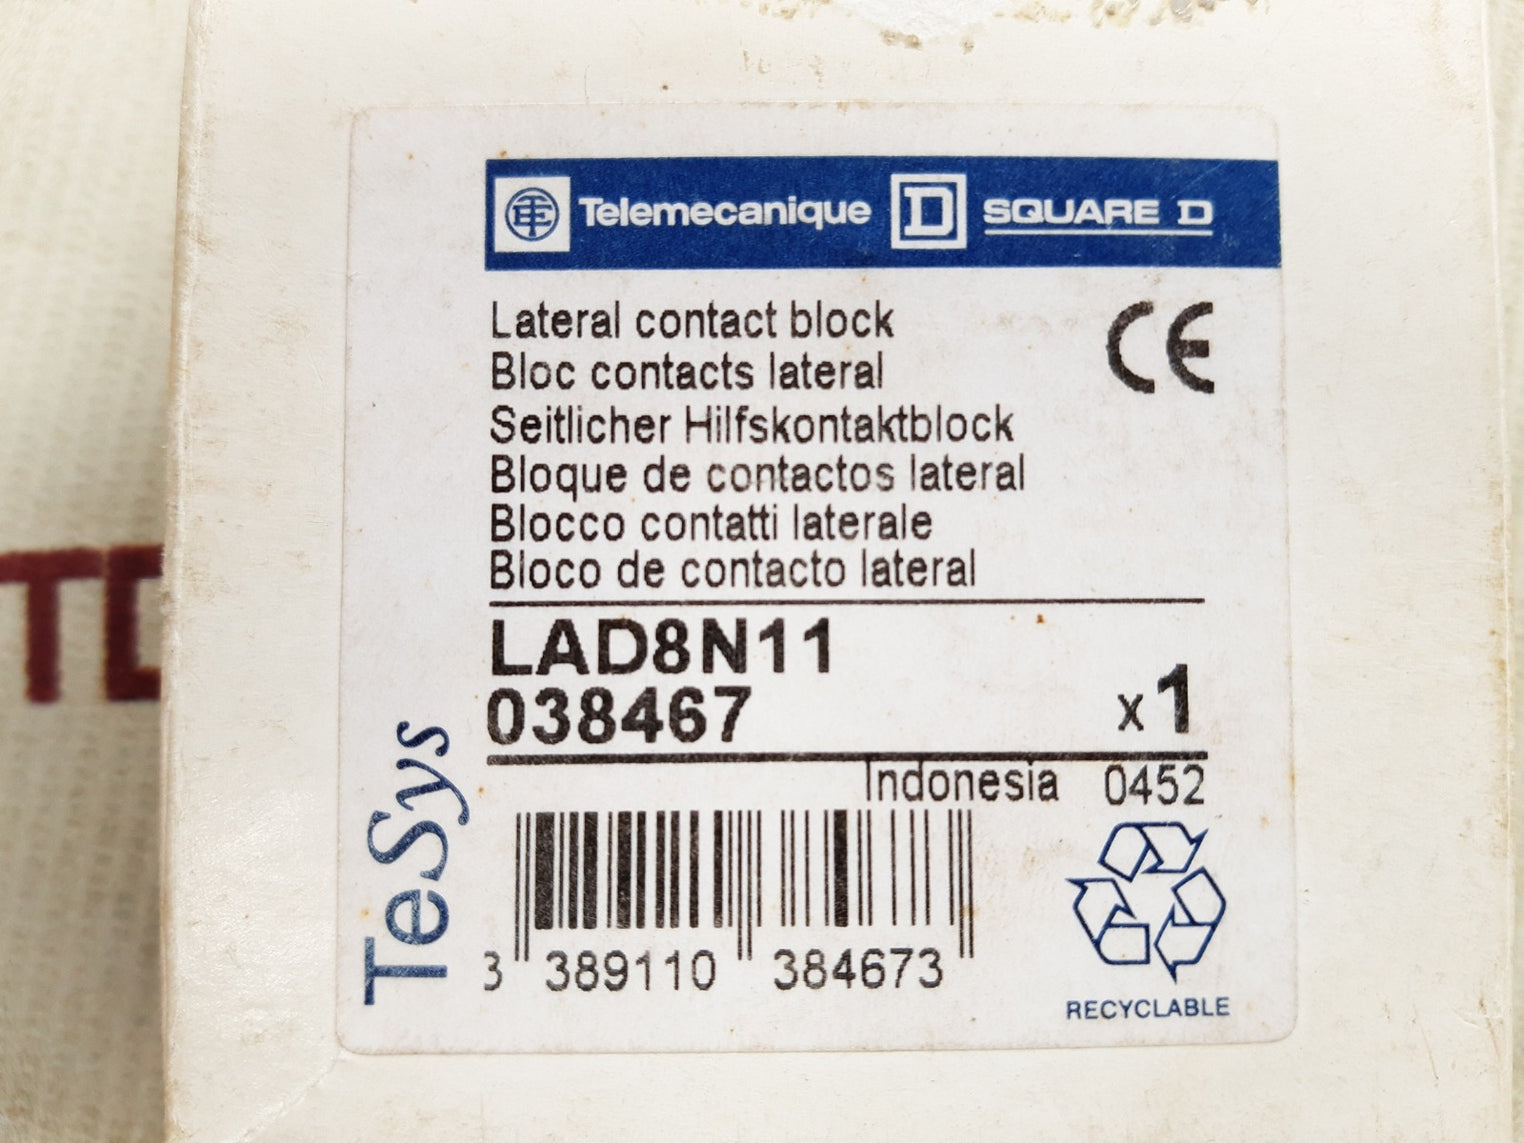 Telemecanique D SQUARE D
Lateral contact block
Bloc contacts lateral
Seitlicher Hilfskontaktblock
Bloque de contactos lateral
Blocco contatti laterale
Bloco de contacto lateral
CE
LAD8N11
038467
x1
Indonesia 0452
3 389110 384673
RECYCLABLE
TeSys